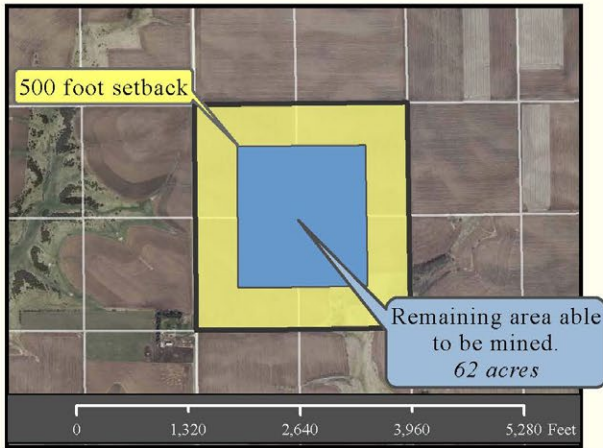 500 foot setback
Remaining area able
to be mined.
62 acres
0 1,320 2,640 3,960 5,280 Feet